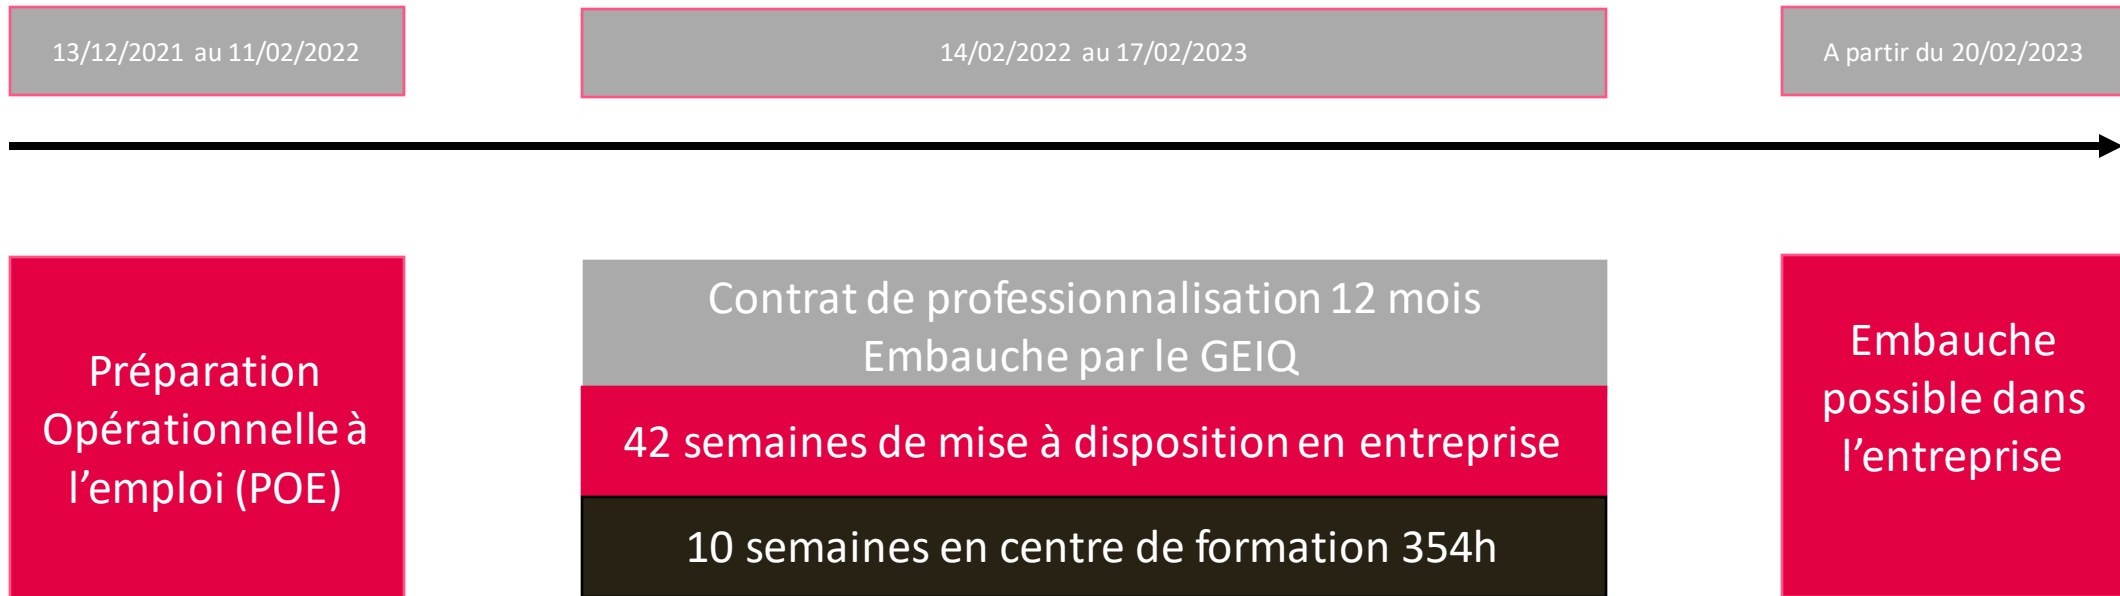 13/12/2021 au 11/02/2022
14/02/2022 au 17/02/2023
A partir du 20/02/2023
Préparation
Opérationnelle à
l’emploi (POE)
Contrat de professionnalisation 12 mois
Embauche par le GEIQ
42 semaines de mise à disposition en entreprise
10 semaines en centre de formation 354h
Embauche
possible dans
l’entreprise